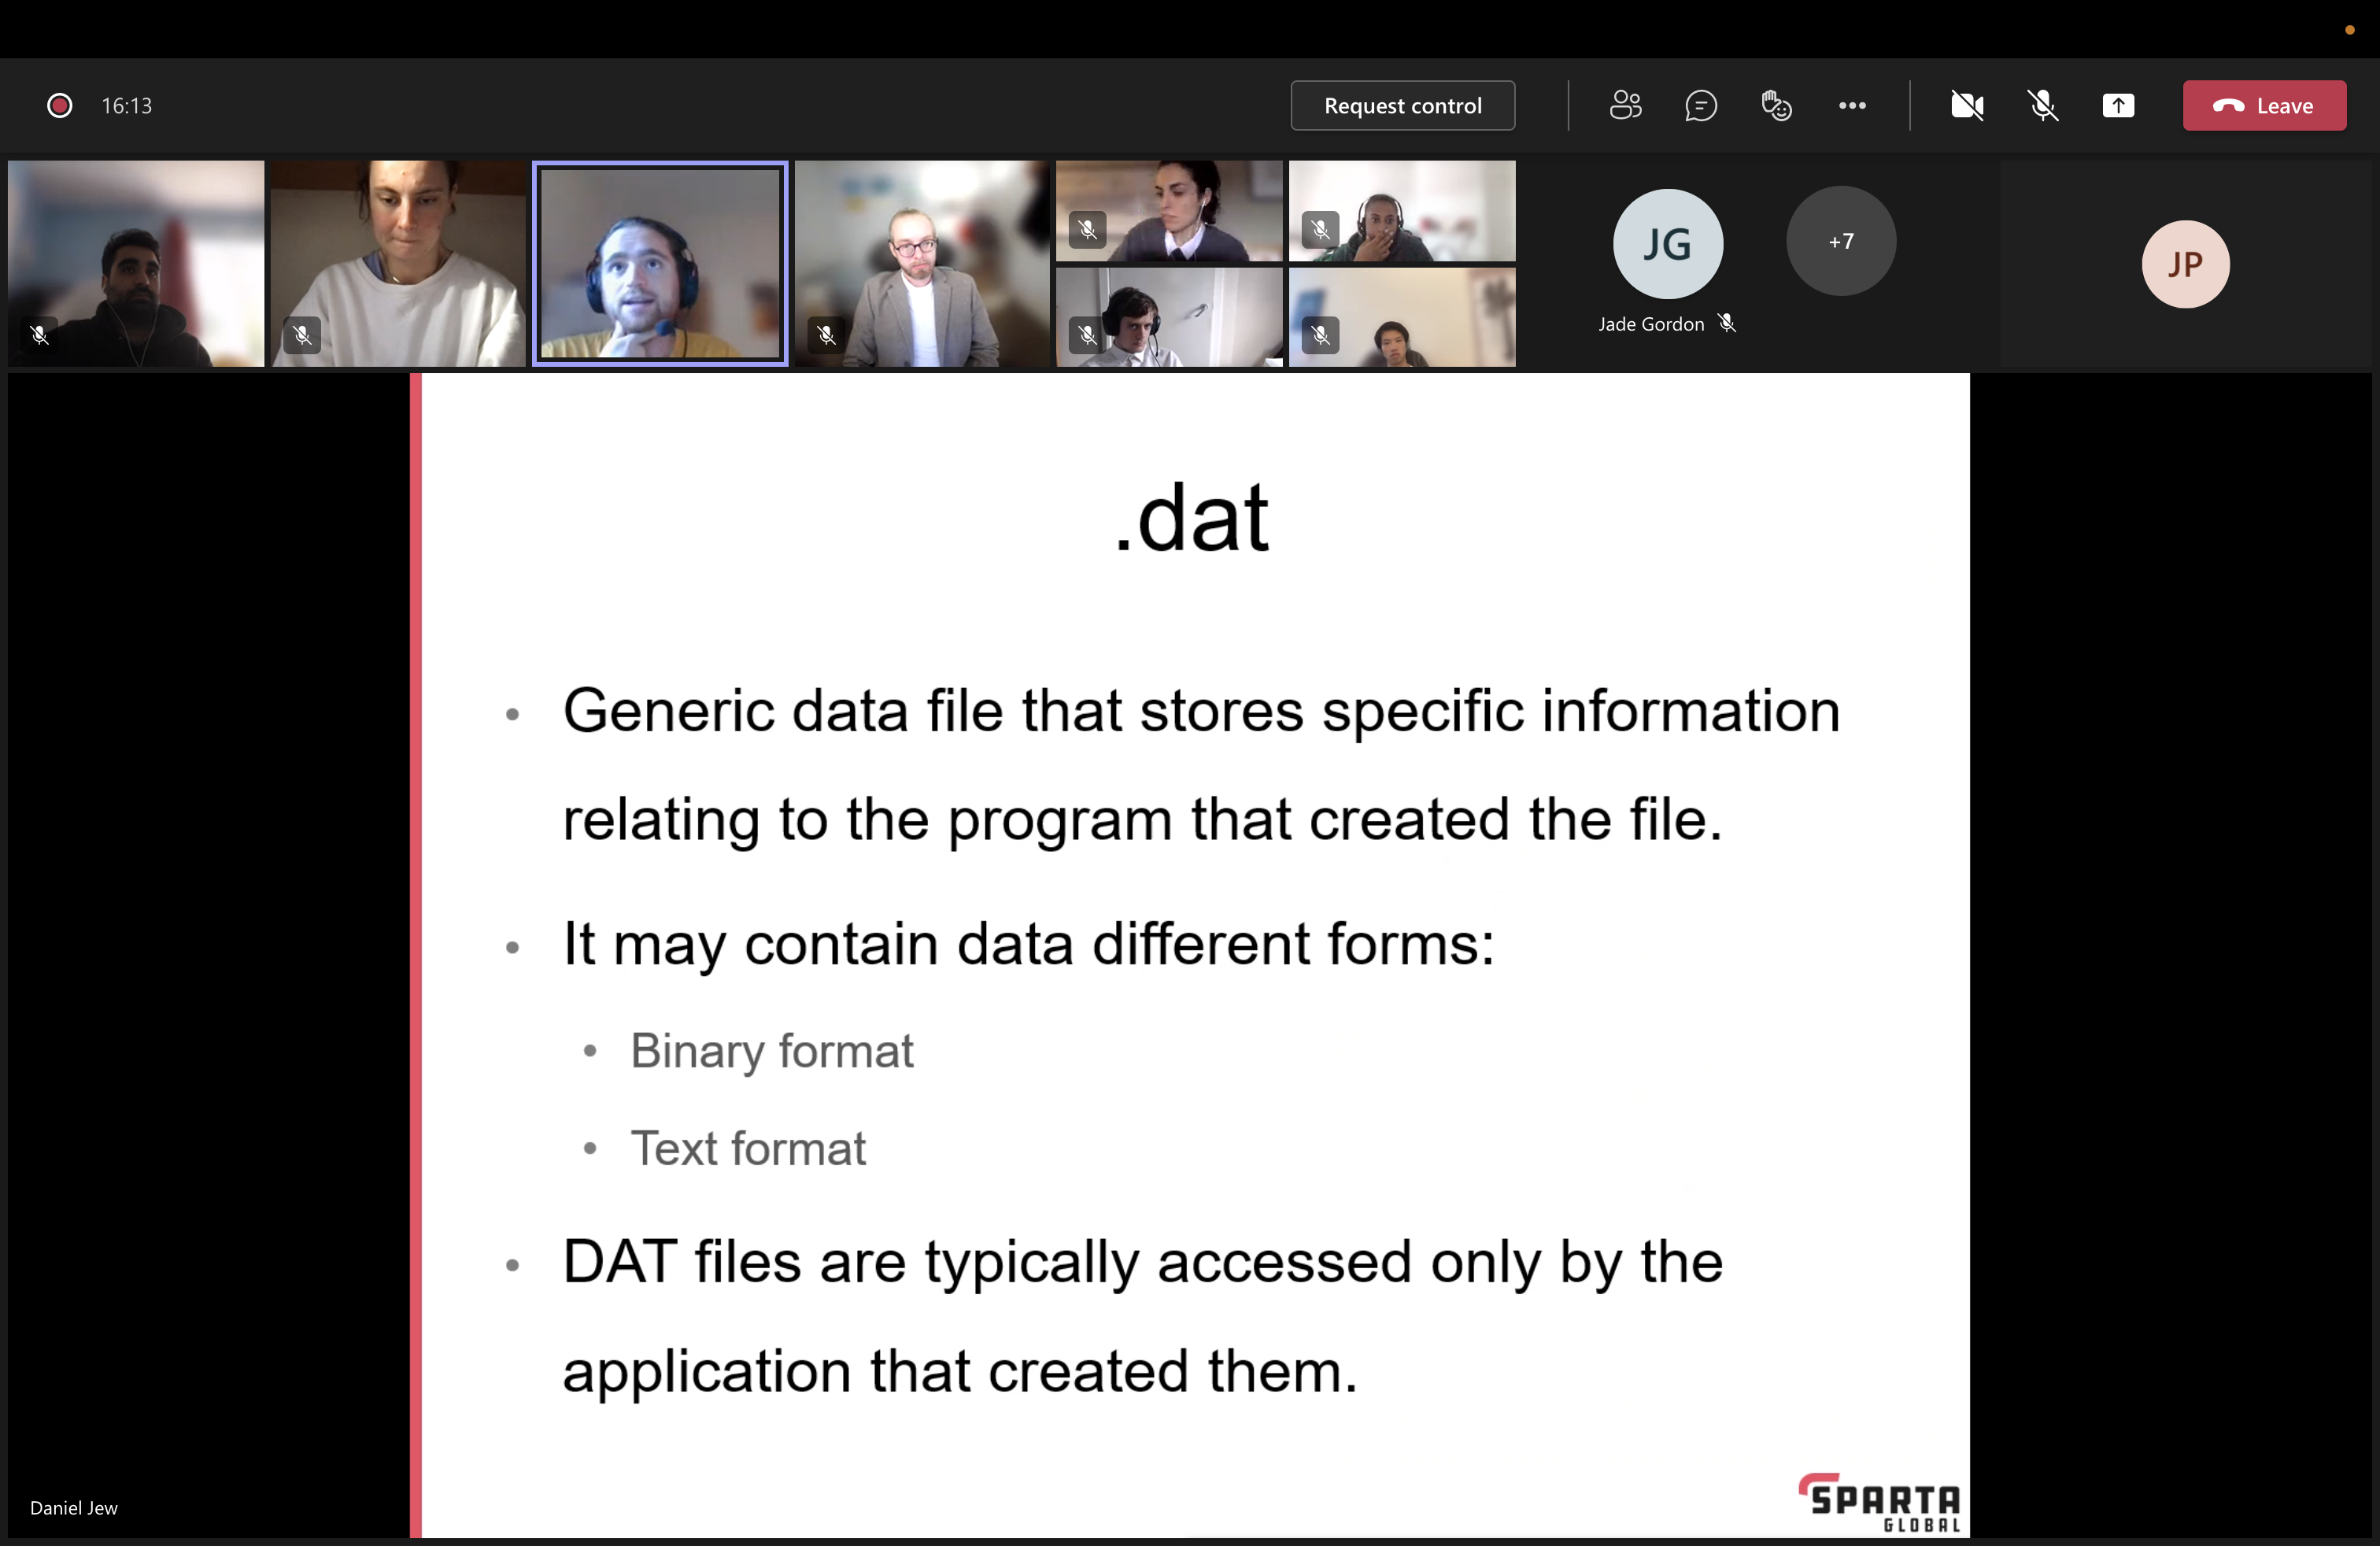 16:13
Request control
Leave
JG
+7
JP
Jade Gordon
.dat
Generic data file that stores specific information
relating to the program that created the file.
It may contain data different forms:
Binary format
Text format
DAT files are typically accessed only by the
application that created them.
Daniel Jew
SPARTA
GLOBAL